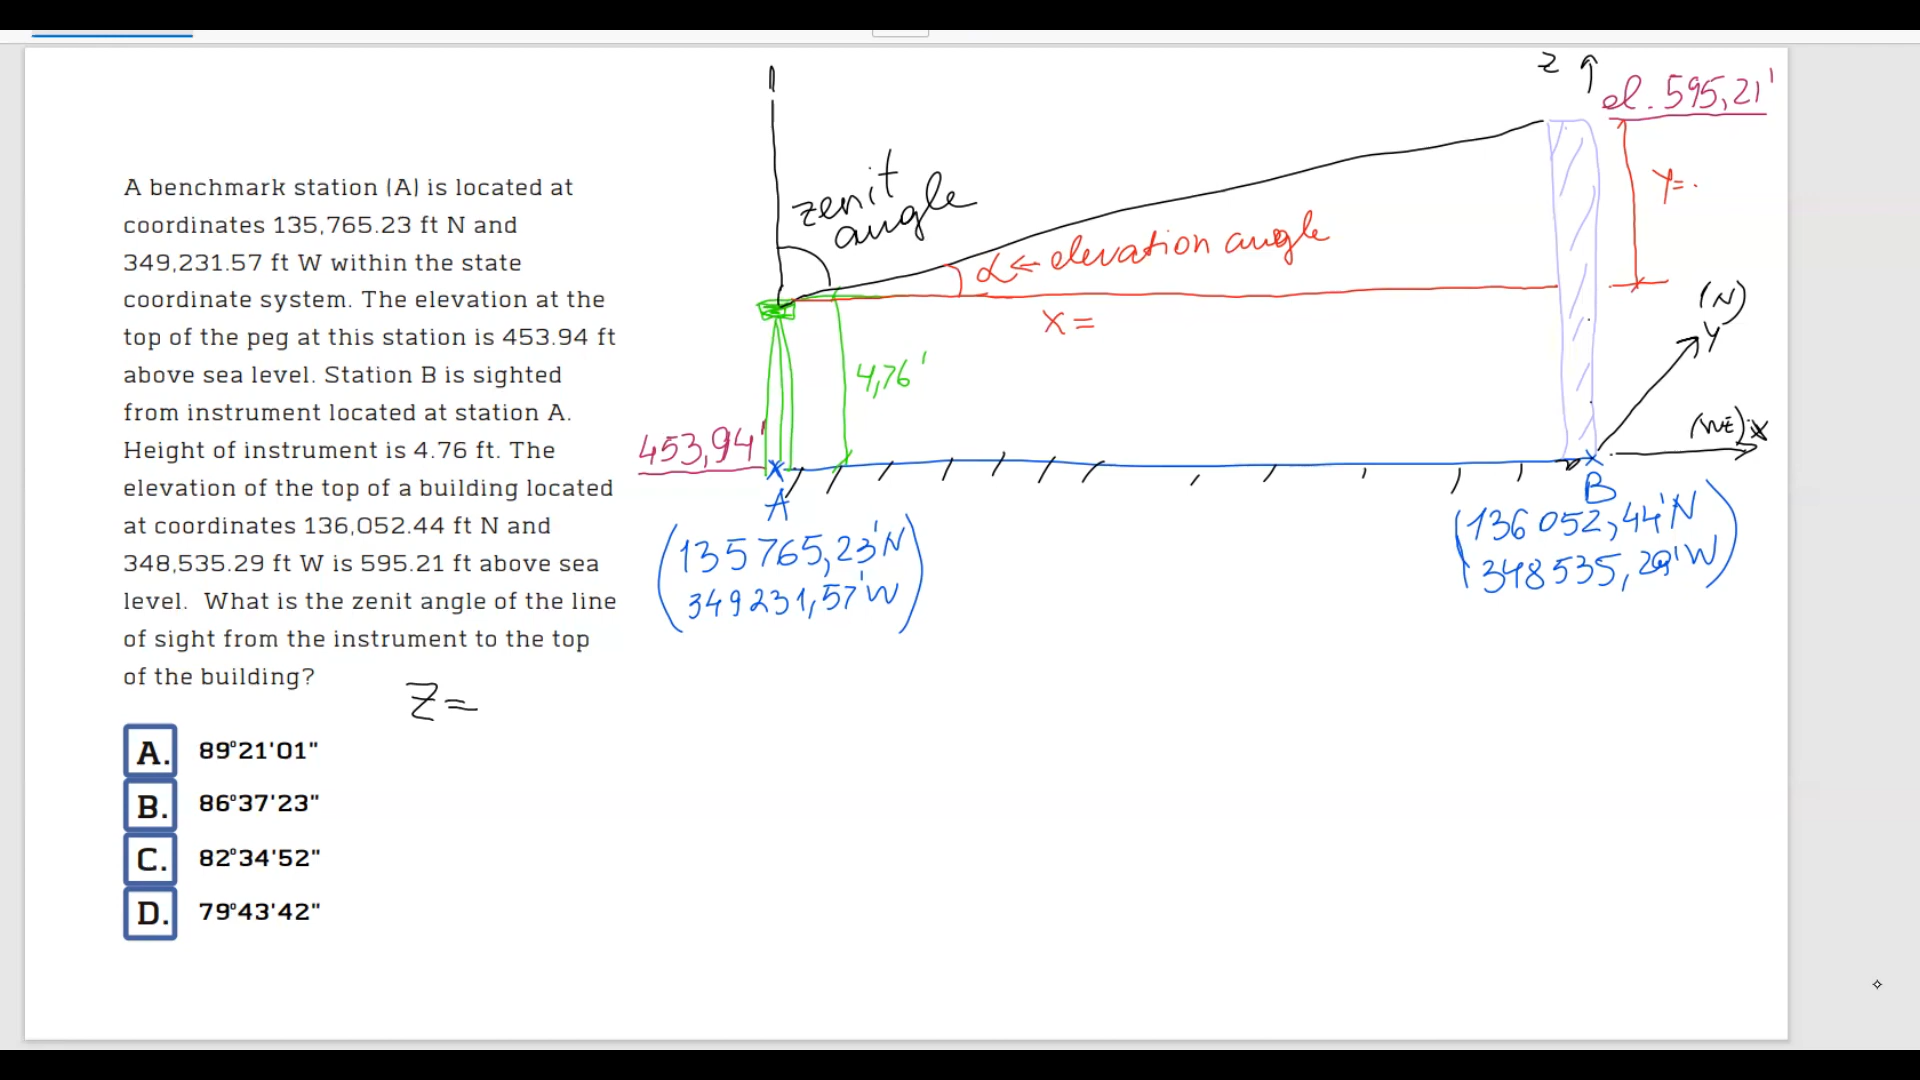 A benchmark station (A) is located at
coordinates 135,765.23 ft N and
349,231.57 ft W within the state
coordinate system. The elevation at the
top of the peg at this station is 453.94 ft
above sea level. Station B is sighted
from instrument located at station A.
Height of instrument is 4.76 ft. The
elevation of the top of a building located
at coordinates 136,052.44 ft N and
348,535.29 ft W is 595.21 ft above sea
level. What is the zenit angle of the line
of sight from the instrument to the top
of the building?
Z=
A. 89°21'01"
B. 86°37'23"
C. 82°34'52"
D. 79°43'42"
zenit
angle
α ← elevation angle
x =
4,76'
453,94'
A
(135 765,23'N
349 231,57'W)
z
el. 595,21'
y=.
(N)
y
x
B
(136 052,44'N
348 535,29'W)